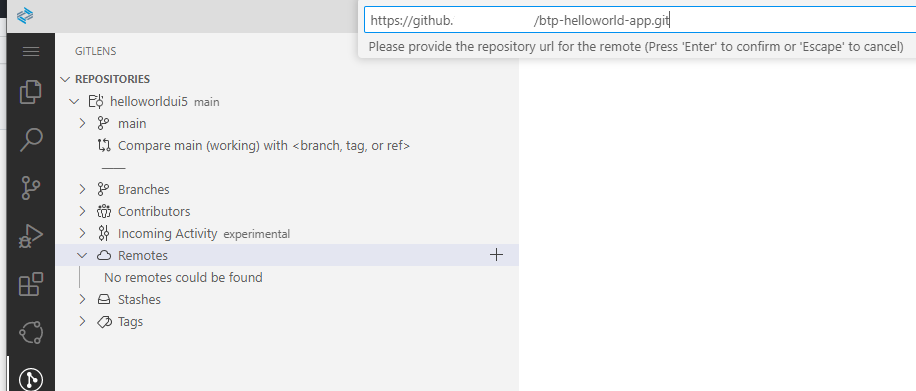 https://github. /btp-helloworld-app.git
Please provide the repository url for the remote (Press 'Enter' to confirm or 'Escape' to cancel)
GITLENS
REPOSITORIES
helloworldui5 main
main
Compare main (working) with <branch, tag, or ref>
Branches
Contributors
Incoming Activity experimental
Remotes
No remotes could be found
Stashes
Tags